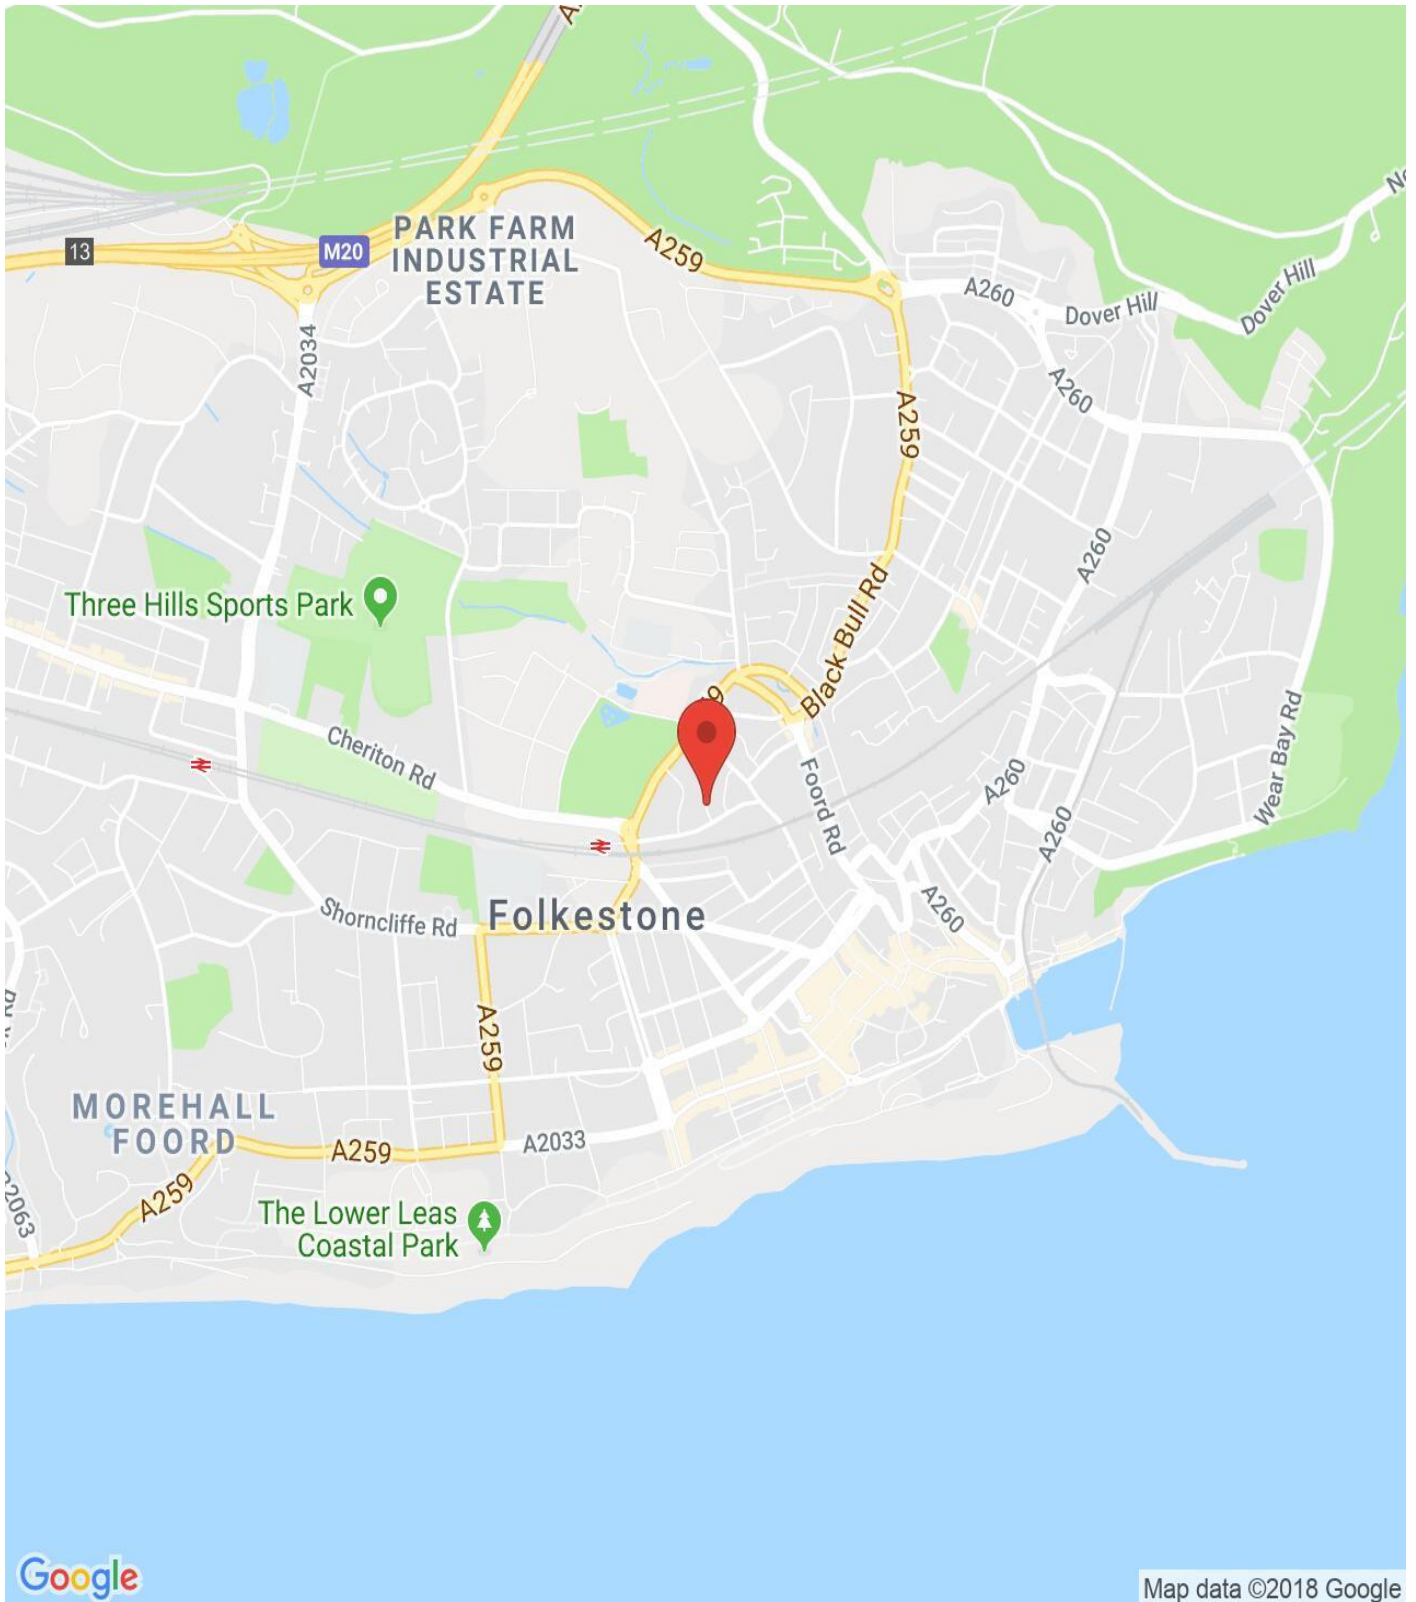 A
Ne
PARK FARM
INDUSTRIAL
ESTATE
A259
13
M20
A260
Dover Hill
Dover Hill
A2034
A260
A259
A260
Three Hills Sports Park
Black Bull Rd
Cheriton Rd
Foord Rd
A260
Wear Bay Rd
A260
Shorncliffe Rd
Folkestone
A260
A259
MOREHALL
FOORD
A259
A2033
A259
The Lower Leas
Coastal Park
Google
Map data ©2018 Google